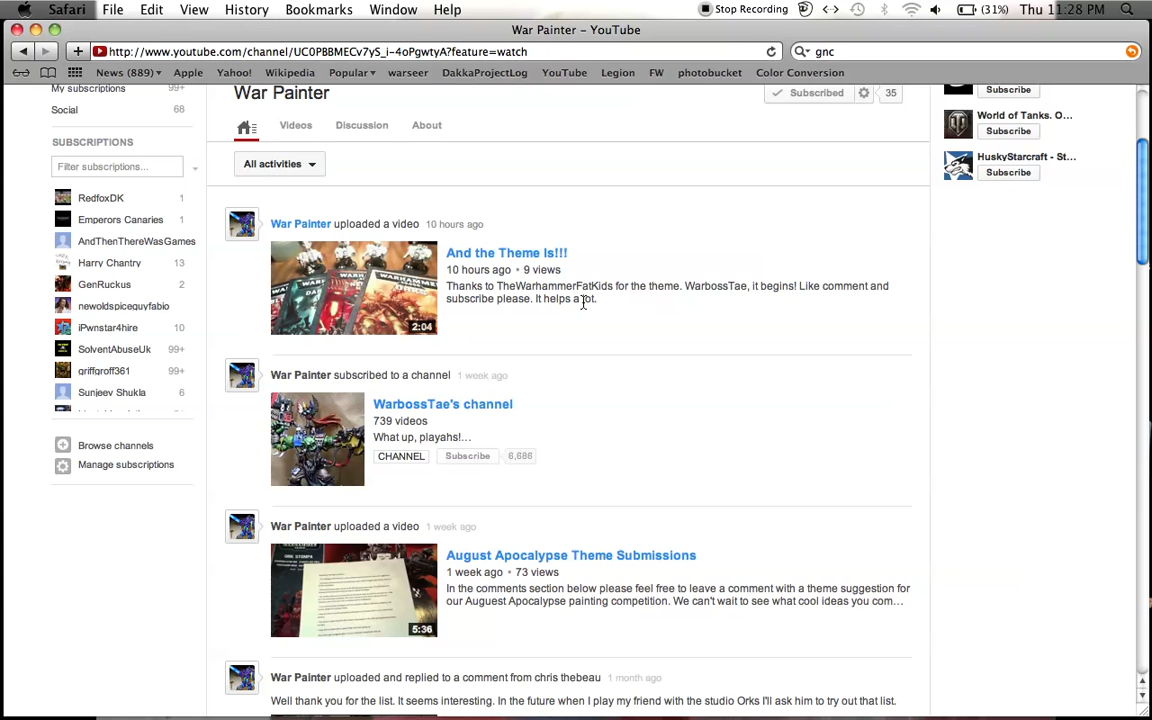 Safari File Edit View History Bookmarks Window Help Stop Recording (31%) Thu 11:28 PM
War Painter – YouTube
http://www.youtube.com/channel/UC0PBBMECv7yS_i-4oPgwtyA?feature=watch gnc
News (889) Apple Yahoo! Wikipedia Popular warseer DakkaProjectLog YouTube Legion FW photobucket Color Conversion
My subscriptions 99+
Social 68
SUBSCRIPTIONS
Filter subscriptions...
RedfoxDK 1
Emperors Canaries 1
AndThenThereWasGames
Harry Chantry 13
GenRuckus 2
newoldspiceguyfabio
iPwnstar4hire 10
SolventAbuseUk 99+
griffgroff361 99+
Sunjeev Shukla 6
Browse channels
Manage subscriptions
War Painter Subscribed 35
Videos Discussion About
All activities
War Painter uploaded a video 10 hours ago
And the Theme Is!!!
10 hours ago • 9 views
Thanks to TheWarhammerFatKids for the theme. WarbossTae, it begins! Like comment and
subscribe please. It helps a lot.
2:04
War Painter subscribed to a channel 1 week ago
WarbossTae's channel
739 videos
What up, playahs!...
CHANNEL Subscribe 6,686
War Painter uploaded a video 1 week ago
August Apocalypse Theme Submissions
1 week ago • 73 views
In the comments section below please feel free to leave a comment with a theme suggestion for
our Auguest Apocalypse painting competition. We can't wait to see what cool ideas you com...
5:36
War Painter uploaded and replied to a comment from chris thebeau 1 month ago
Well thank you for the list. It seems interesting. In the future when I play my friend with the studio Orks I'll ask him to try out that list.
Subscribe
World of Tanks. O...
Subscribe
HuskyStarcraft - St...
Subscribe